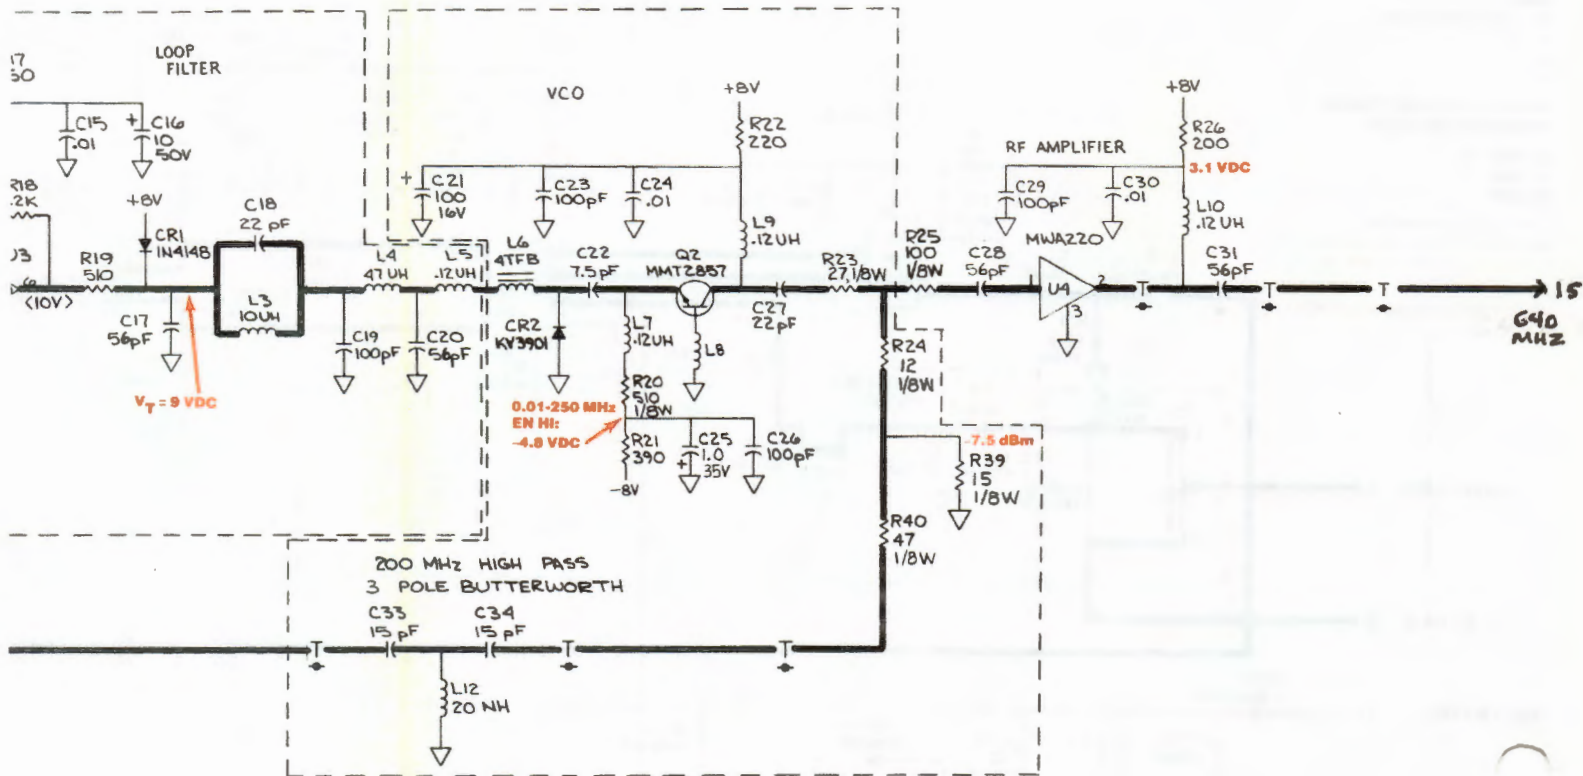 LOOP
FILTER
C15
.01
+
C16
10
50V
+8V
CR1
1N4148
C18
22 pF
R19
510
(10V)
C17
56pF
L3
10UH
VT = 9 VDC
L4
47UH
C19
100pF
C20
56pF
L5
.12UH
VCO
+8V
R22
220
+
C21
100
16V
C23
100pF
C24
.01
L9
.12UH
L6
4TFB
C22
7.5pF
Q2
MMT2857
CR2
KV3901
L7
.12UH
L8
C27
22pF
R23
27,1/8W
R20
510
1/8W
0.01-250 MHz
EN HI:
-4.8 VDC
R21
390
-8V
C25
1.0
35V
+
C26
100pF
R24
12
1/8W
-7.5 dBm
R39
15
1/8W
R40
47
1/8W
RF AMPLIFIER
+8V
R26
200
3.1 VDC
C29
100pF
C30
.01
L10
.12UH
R25
100
1/8W
C28
56pF
MWA220
1
U4
2
3
C31
56pF
T
T
T
15
640
MHZ
200 MHz HIGH PASS
3 POLE BUTTERWORTH
T
C33
15 pF
C34
15 pF
T
T
L12
20 NH